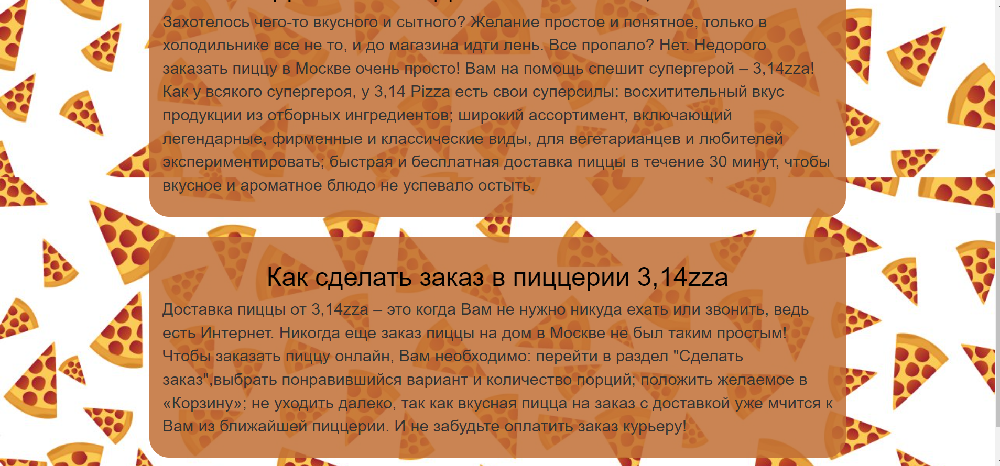 Захотелось чего-то вкусного и сытного? Желание простое и понятное, только в
холодильнике все не то, и до магазина идти лень. Все пропало? Нет. Недорого
заказать пиццу в Москве очень просто! Вам на помощь спешит супергерой – 3,14zza!
Как у всякого супергероя, у 3,14 Pizza есть свои суперсилы: восхитительный вкус
продукции из отборных ингредиентов; широкий ассортимент, включающий
легендарные, фирменные и классические виды, для вегетарианцев и любителей
экспериментировать; быстрая и бесплатная доставка пиццы в течение 30 минут, чтобы
вкусное и ароматное блюдо не успевало остыть.
Как сделать заказ в пиццерии 3,14zza
Доставка пиццы от 3,14zza – это когда Вам не нужно никуда ехать или звонить, ведь
есть Интернет. Никогда еще заказ пиццы на дом в Москве не был таким простым!
Чтобы заказать пиццу онлайн, Вам необходимо: перейти в раздел "Сделать
заказ",выбрать понравившийся вариант и количество порций; положить желаемое в
«Корзину»; не уходить далеко, так как вкусная пицца на заказ с доставкой уже мчится к
Вам из ближайшей пиццерии. И не забудьте оплатить заказ курьеру!